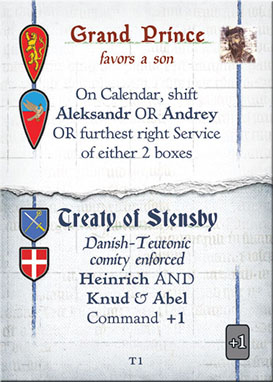 Grand Prince
favors a son
On Calendar, shift
Aleksandr OR Andrey
OR furthest right Service
of either 2 boxes
Treaty of Stensby
Danish-Teutonic
comity enforced
Heinrich AND
Knud & Abel
Command +1
+1
T1